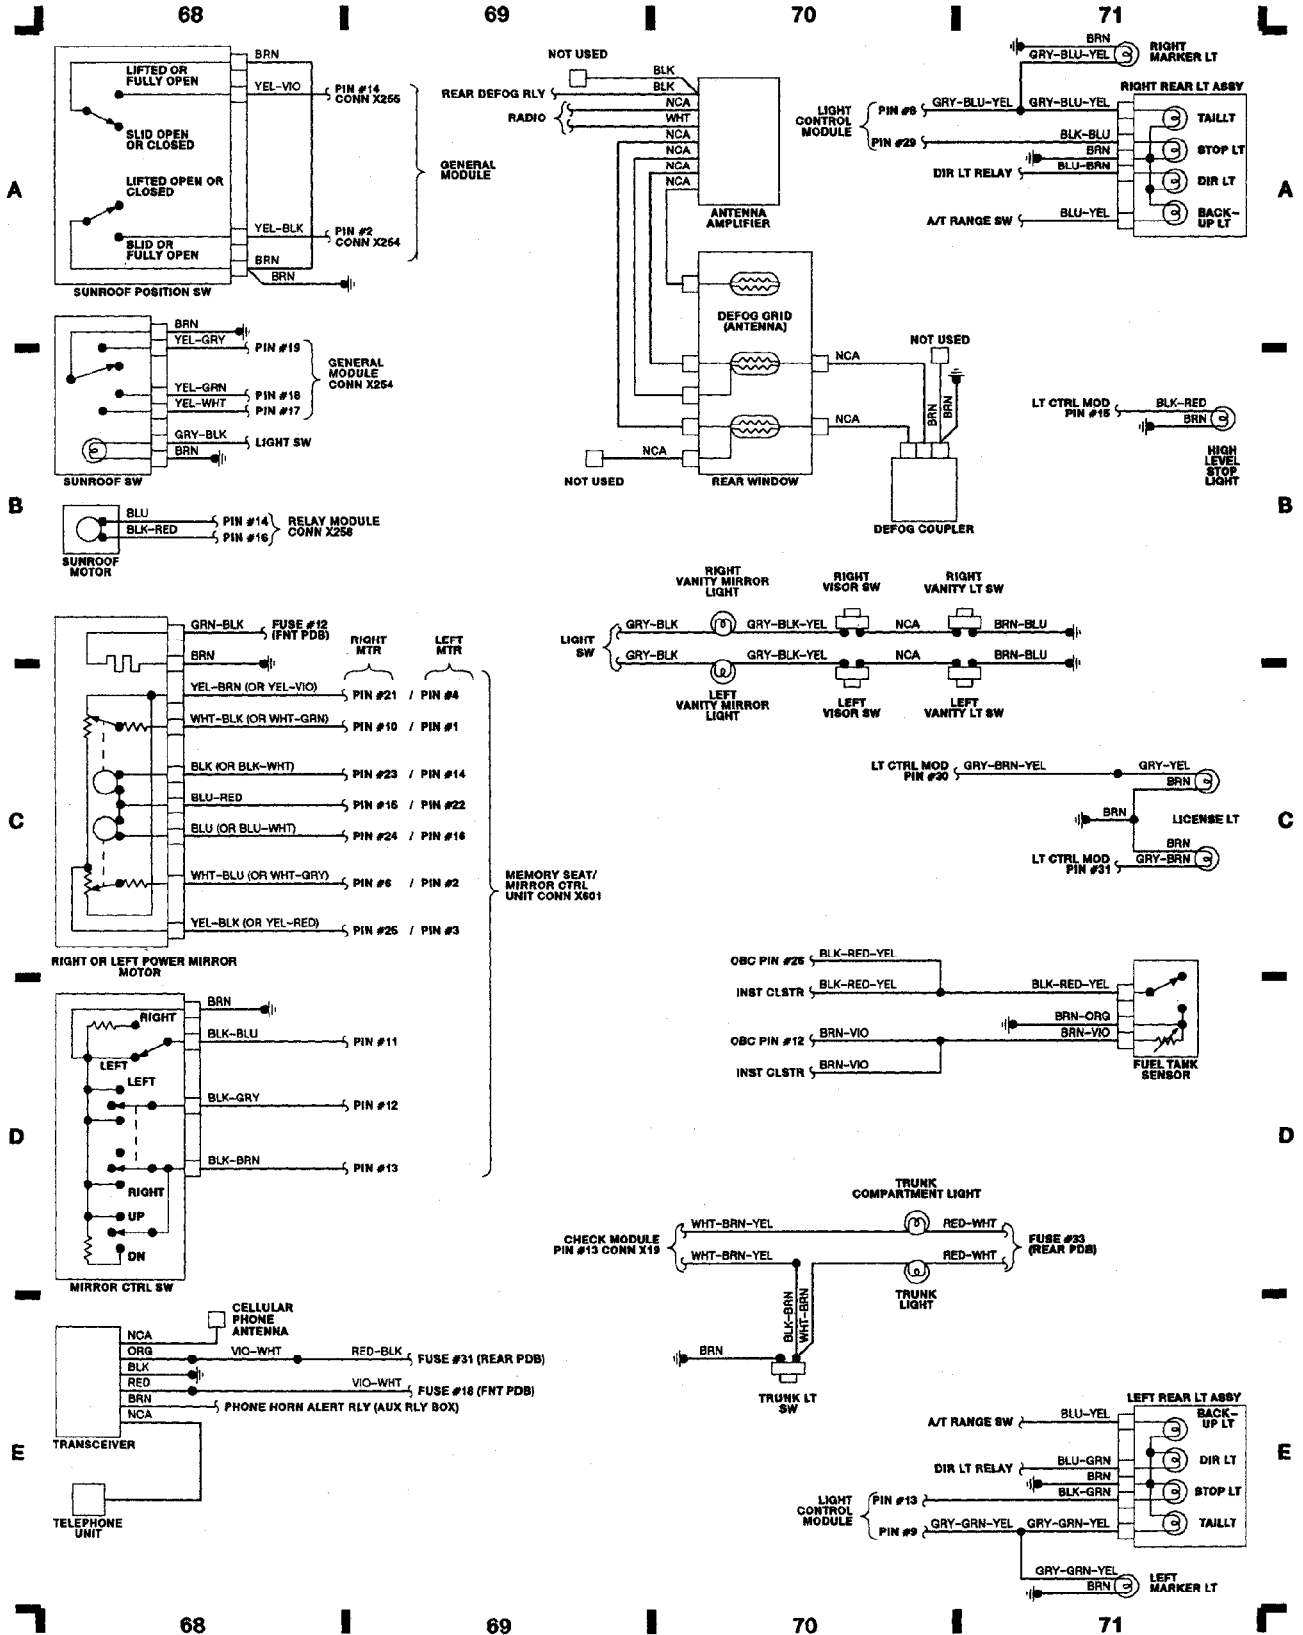 68 69 70 71
A
BRN
LIFTED OR
FULLY OPEN
YEL-VIO
PIN #14
CONN X255
SLID OPEN
OR CLOSED
LIFTED OPEN OR
CLOSED
GENERAL
MODULE
YEL-BLK
PIN #2
CONN X254
SLID OR
FULLY OPEN
BRN
BRN
SUNROOF POSITION SW
BRN
YEL-GRY
PIN #19
GENERAL
MODULE
CONN X254
YEL-GRN
PIN #18
YEL-WHT
PIN #17
GRY-BLK
LIGHT SW
BRN
SUNROOF SW
B
BLU
PIN #14
BLK-RED
PIN #16
RELAY MODULE
CONN X256
SUNROOF
MOTOR
GRN-BLK
FUSE #12
(FNT PDB)
BRN
RIGHT
MTR
LEFT
MTR
YEL-BRN (OR YEL-VIO)
PIN #21 / PIN #4
WHT-BLK (OR WHT-GRN)
PIN #10 / PIN #1
BLK (OR BLK-WHT)
PIN #23 / PIN #14
BLU-RED
PIN #15 / PIN #22
C
BLU (OR BLU-WHT)
PIN #24 / PIN #16
WHT-BLU (OR WHT-GRY)
PIN #6 / PIN #2
MEMORY SEAT/
MIRROR CTRL
UNIT CONN X601
YEL-BLK (OR YEL-RED)
PIN #25 / PIN #3
RIGHT OR LEFT POWER MIRROR
MOTOR
BRN
RIGHT
BLK-BLU
PIN #11
LEFT
LEFT
BLK-GRY
PIN #12
D
BLK-BRN
PIN #13
RIGHT
UP
DN
MIRROR CTRL SW
CELLULAR
PHONE
ANTENNA
NCA
ORG
VIO-WHT
RED-BLK
FUSE #31 (REAR PDB)
BLK
RED
VIO-WHT
FUSE #18 (FNT PDB)
BRN
PHONE HORN ALERT RLY (AUX RLY BOX)
NCA
TRANSCEIVER
E
TELEPHONE
UNIT
NOT USED
BLK
REAR DEFOG RLY
BLK
NCA
RADIO
WHT
NCA
NCA
NCA
NCA
ANTENNA
AMPLIFIER
DEFOG GRID
(ANTENNA)
NOT USED
NCA
BRN
BRN
NCA
NCA
NOT USED
REAR WINDOW
DEFOG COUPLER
RIGHT
VANITY MIRROR
LIGHT
RIGHT
VISOR SW
RIGHT
VANITY LT SW
LIGHT
SW
GRY-BLK
GRY-BLK-YEL
NCA
BRN-BLU
GRY-BLK
GRY-BLK-YEL
NCA
BRN-BLU
LEFT
VANITY MIRROR
LIGHT
LEFT
VISOR SW
LEFT
VANITY LT SW
LT CTRL MOD
PIN #30
GRY-BRN-YEL
GRY-YEL
BRN
BRN
LICENSE LT
BRN
LT CTRL MOD
PIN #31
GRY-BRN
OBC PIN #25
BLK-RED-YEL
INST CLSTR
BLK-RED-YEL
BLK-RED-YEL
BRN-ORG
OBC PIN #12
BRN-VIO
BRN-VIO
INST CLSTR
BRN-VIO
FUEL TANK
SENSOR
TRUNK
COMPARTMENT LIGHT
CHECK MODULE
PIN #13 CONN X19
WHT-BRN-YEL
RED-WHT
WHT-BRN-YEL
RED-WHT
FUSE #33
(REAR PDB)
TRUNK
LIGHT
BLK-BRN
WHT-BRN
BRN
TRUNK LT
SW
BRN
GRY-BLU-YEL
RIGHT
MARKER LT
RIGHT REAR LT ASSY
LIGHT
CONTROL
MODULE
PIN #8
GRY-BLU-YEL
GRY-BLU-YEL
TAILLT
PIN #29
BLK-BLU
STOP LT
BRN
DIR LT RELAY
BLU-BRN
DIR LT
A/T RANGE SW
BLU-YEL
BACK-
UP LT
A
LT CTRL MOD
PIN #15
BLK-RED
BRN
HIGH
LEVEL
STOP
LIGHT
B
C
D
LEFT REAR LT ASSY
A/T RANGE SW
BLU-YEL
BACK-
UP LT
DIR LT RELAY
BLU-GRN
DIR LT
BRN
BLK-GRN
STOP LT
LIGHT
CONTROL
MODULE
PIN #13
PIN #9
GRY-GRN-YEL
GRY-GRN-YEL
TAILLT
GRY-GRN-YEL
BRN
LEFT
MARKER LT
E
68 69 70 71